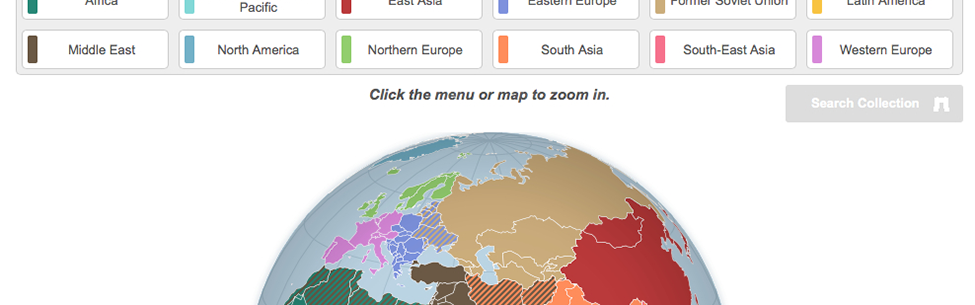 Africa
Pacific
East Asia
Eastern Europe
Former Soviet Union
Latin America
Middle East
North America
Northern Europe
South Asia
South-East Asia
Western Europe
Click the menu or map to zoom in.
Search Collection